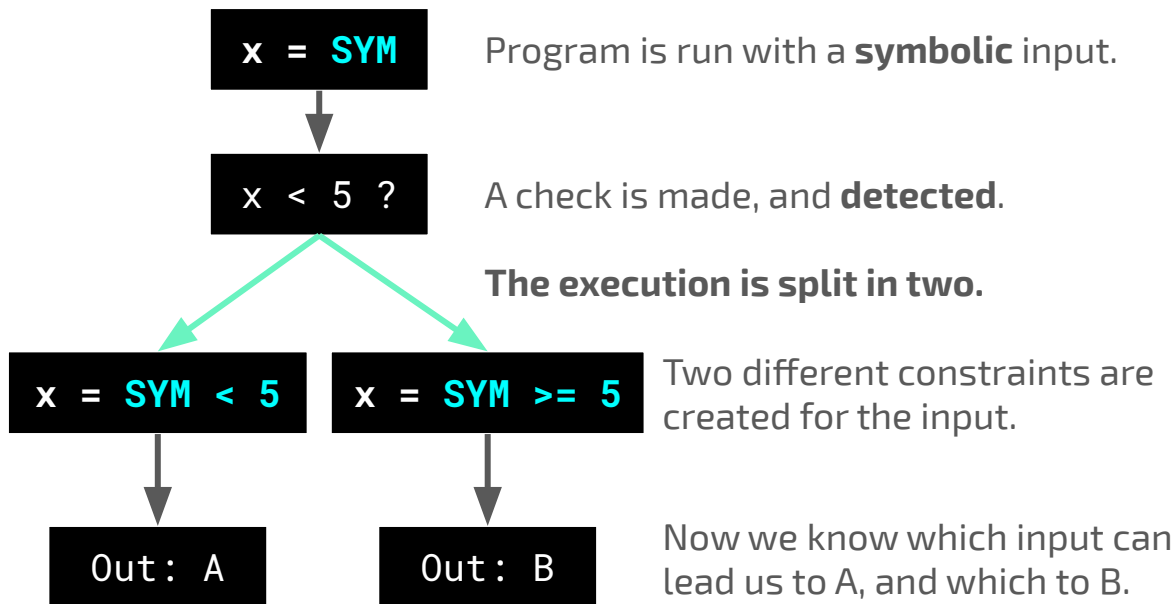 x = SYM
Program is run with a symbolic input.
x < 5 ?
A check is made, and detected.
The execution is split in two.
x = SYM < 5
x = SYM >= 5
Two different constraints are
created for the input.
Out: A
Out: B
Now we know which input can
lead us to A, and which to B.